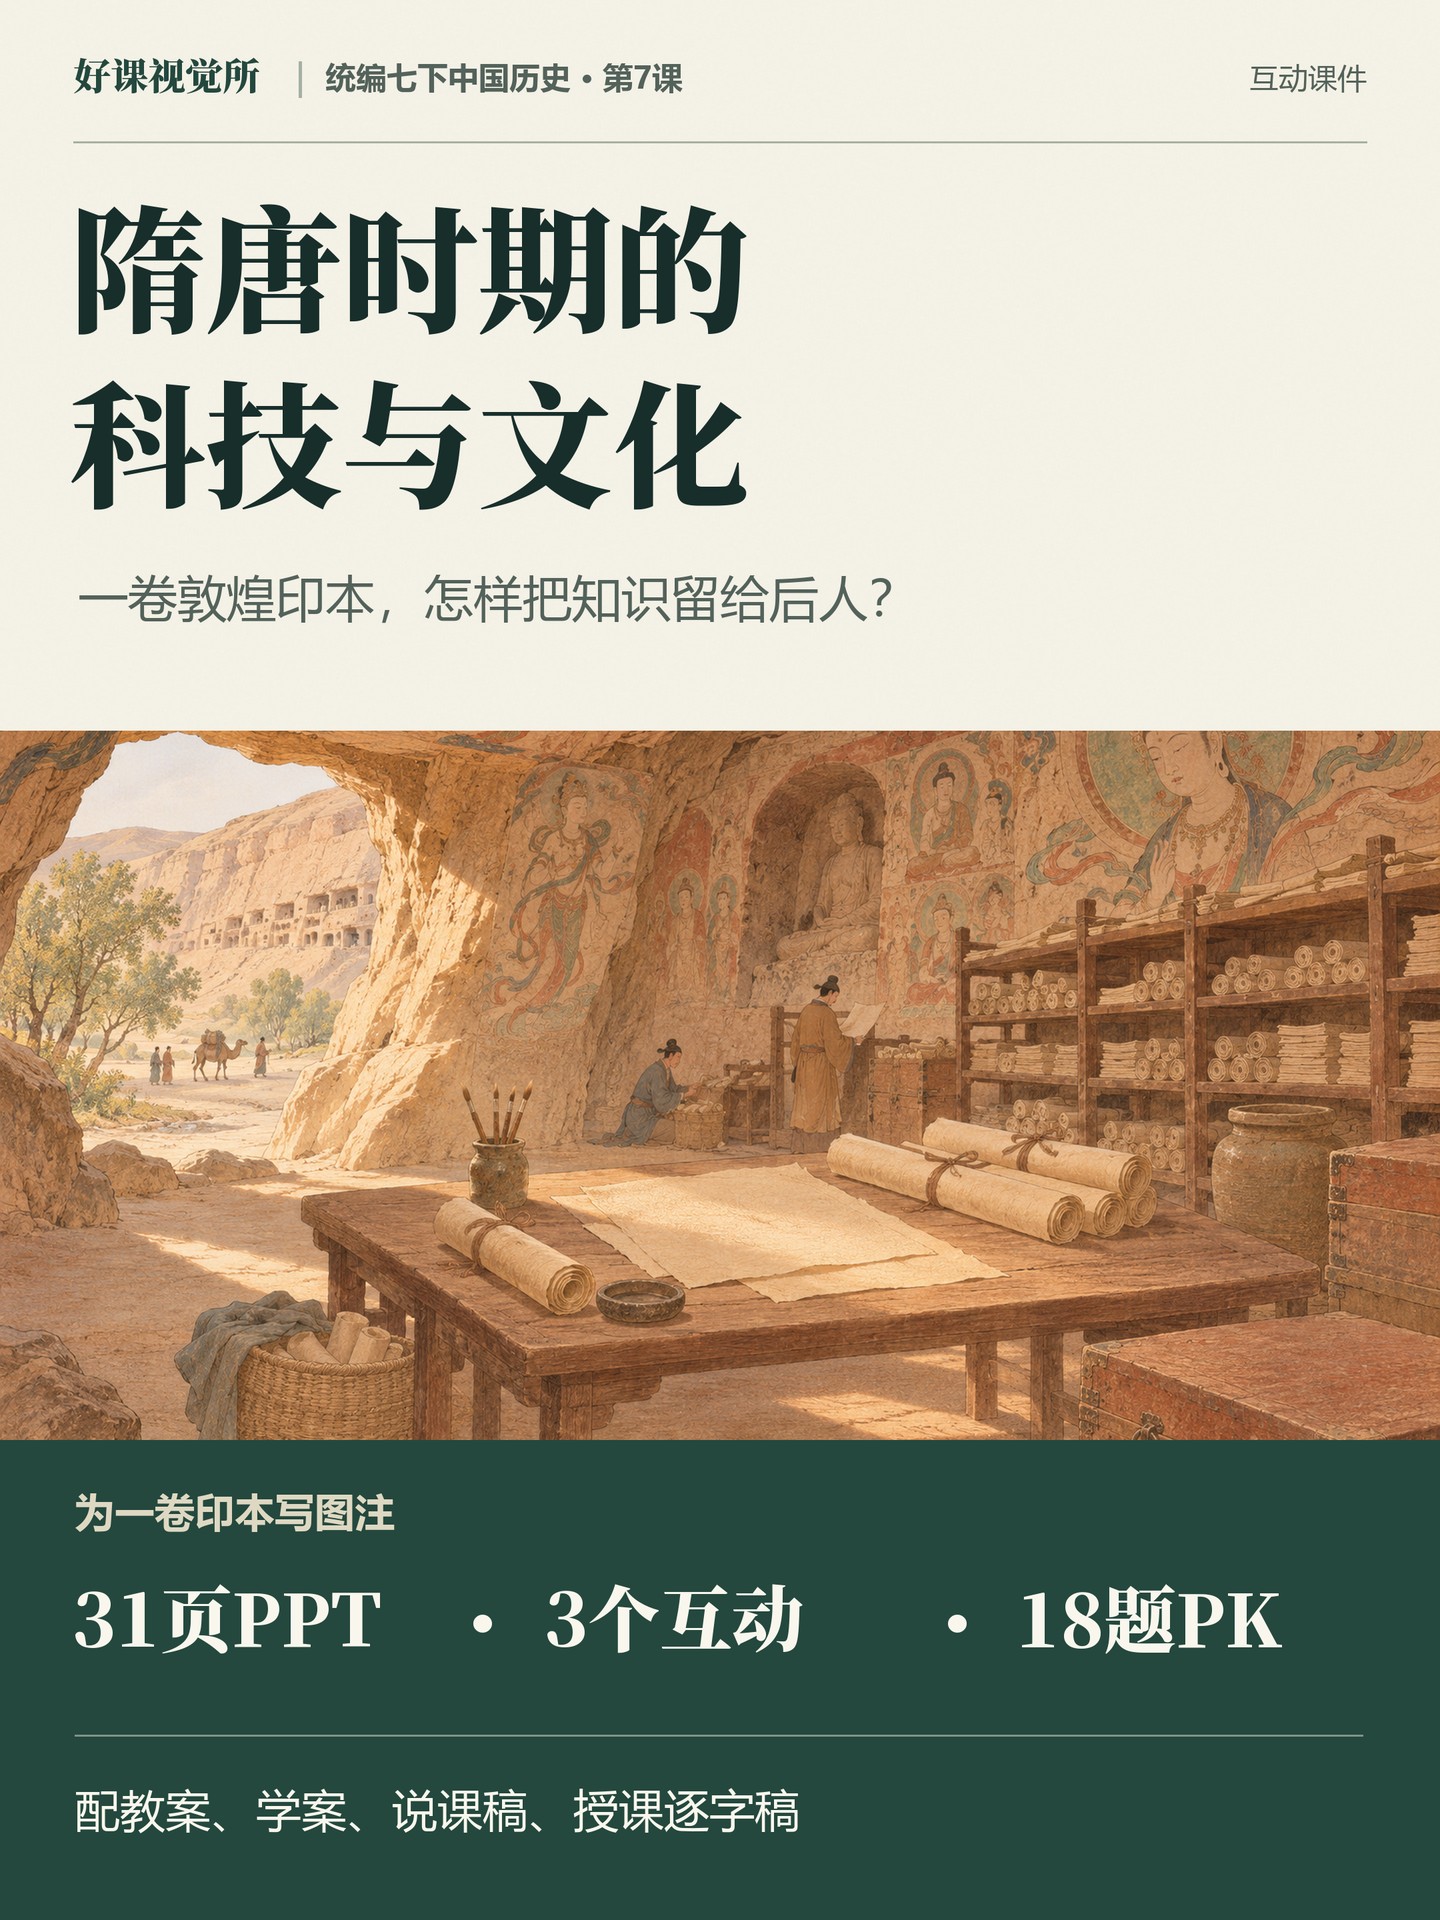 好课视觉所 | 统编七下中国历史·第7课
互动课件
隋唐时期的
科技与文化
一卷敦煌印本，怎样把知识留给后人？
为一卷印本写图注
31页PPT · 3个互动 · 18题PK
配教案、学案、说课稿、授课逐字稿